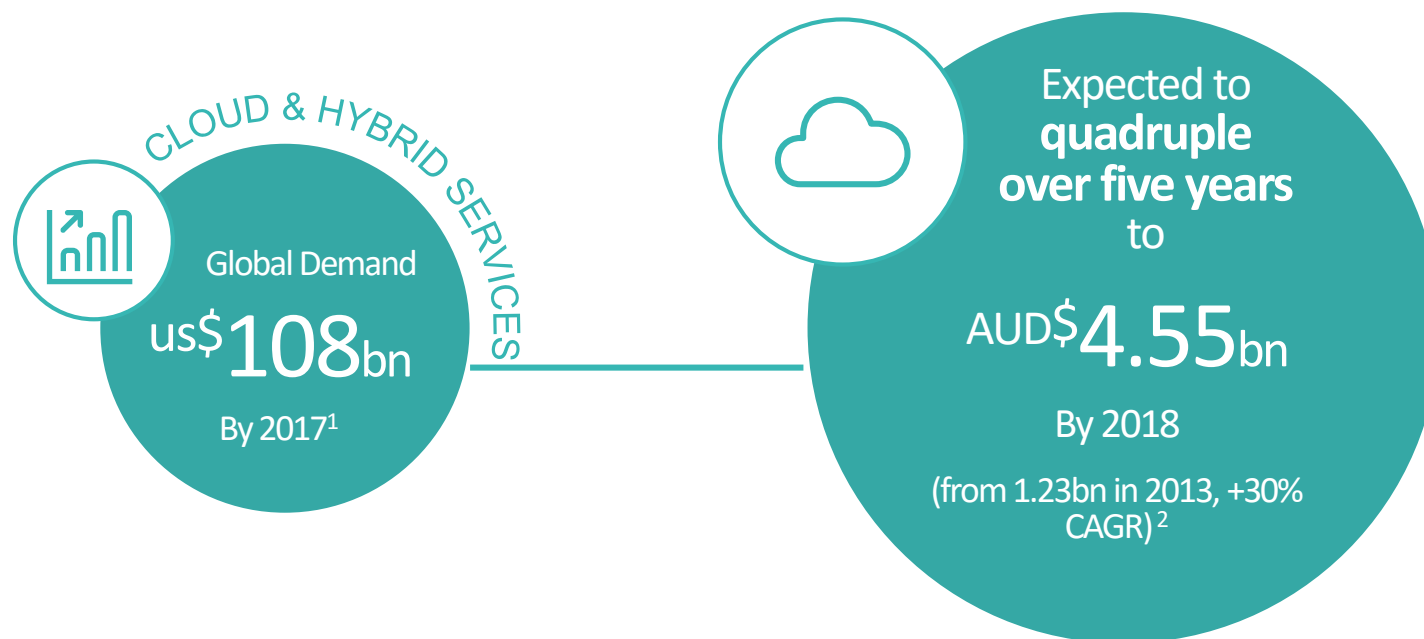 CLOUD & HYBRID SERVICES
Global Demand
us$108bn
By 2017¹
Expected to
quadruple
over five years
to
AUD$4.55bn
By 2018
(from 1.23bn in 2013, +30%
CAGR) ²